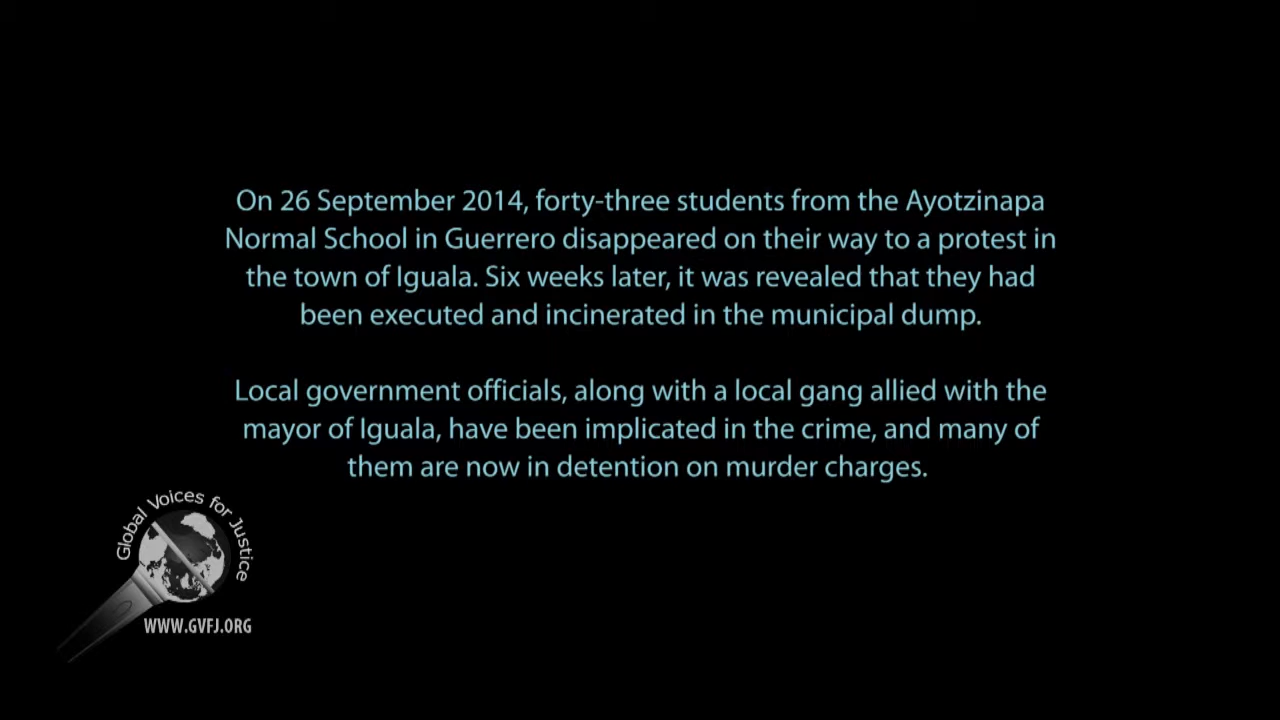 On 26 September 2014, forty-three students from the Ayotzinapa
Normal School in Guerrero disappeared on their way to a protest in
the town of Iguala. Six weeks later, it was revealed that they had
been executed and incinerated in the municipal dump.
Local government officials, along with a local gang allied with the
mayor of Iguala, have been implicated in the crime, and many of
them are now in detention on murder charges.
Global Voices for Justice
WWW.GVFJ.ORG